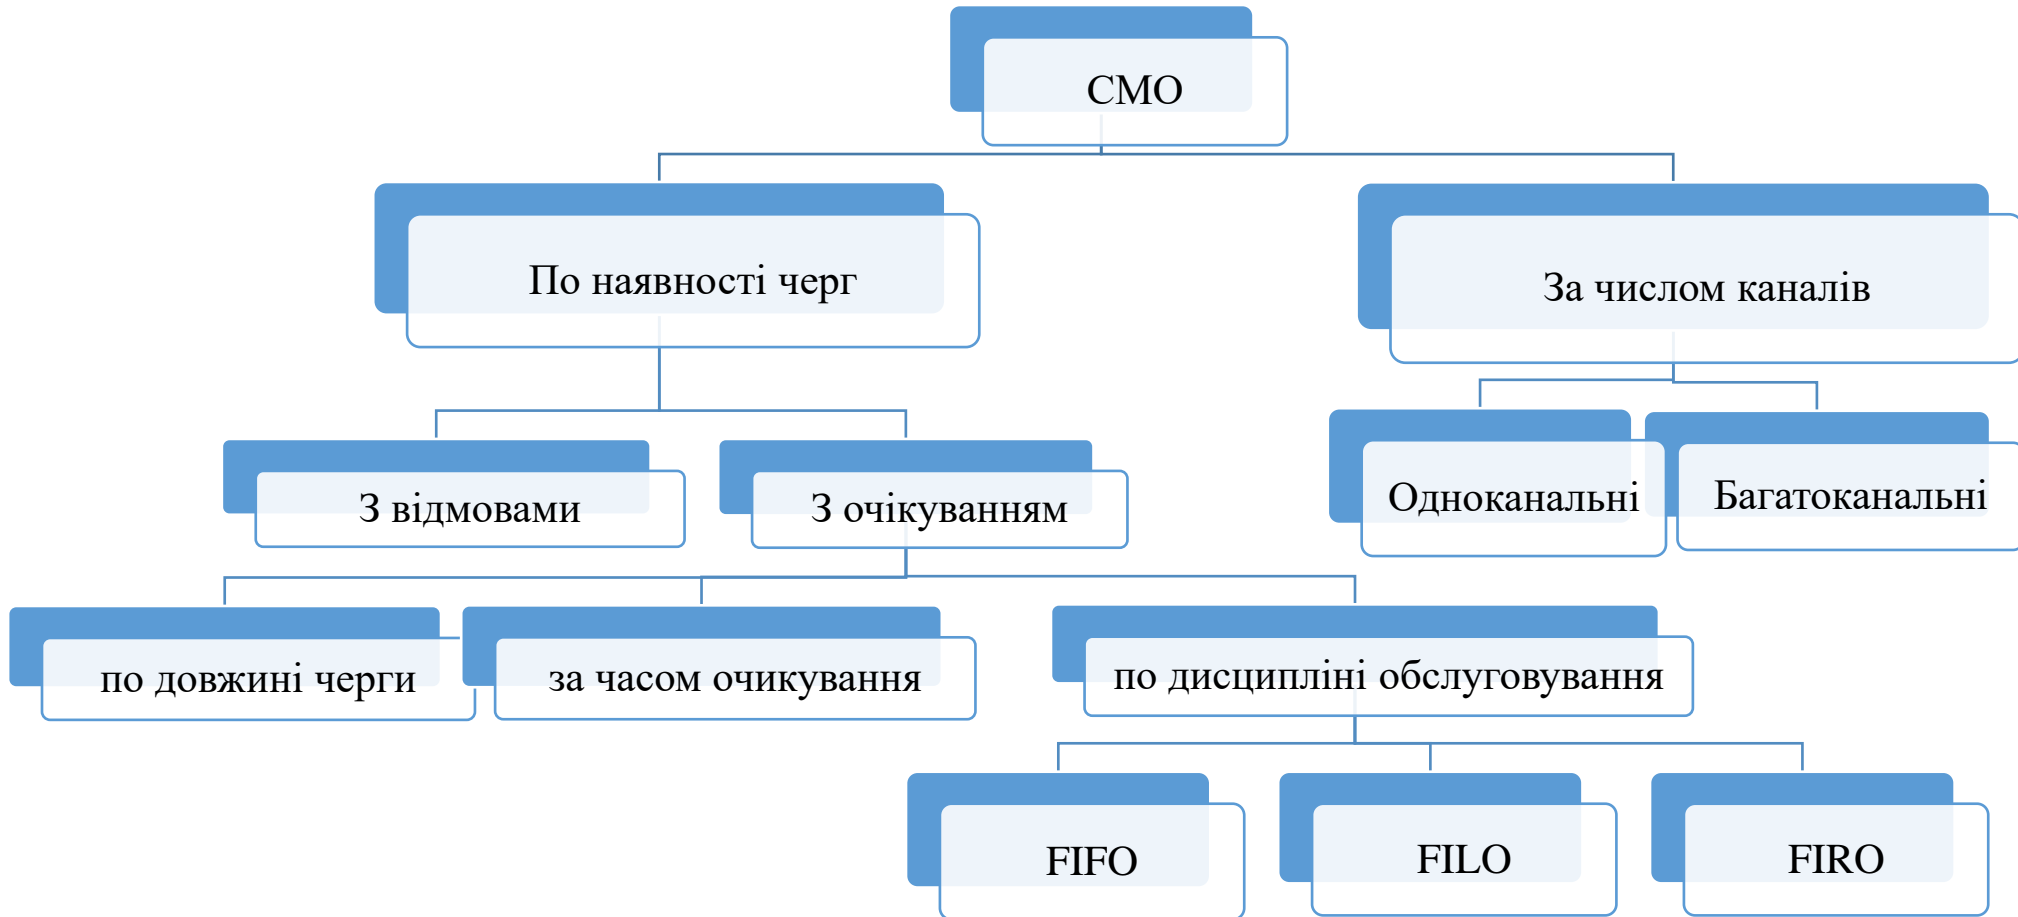 СМО
По наявності черг
За числом каналів
З відмовами
З очікуванням
Одноканальні
Багатоканальні
по довжині черги
за часом очикування
по дисципліні обслуговування
FIFO
FILO
FIRO